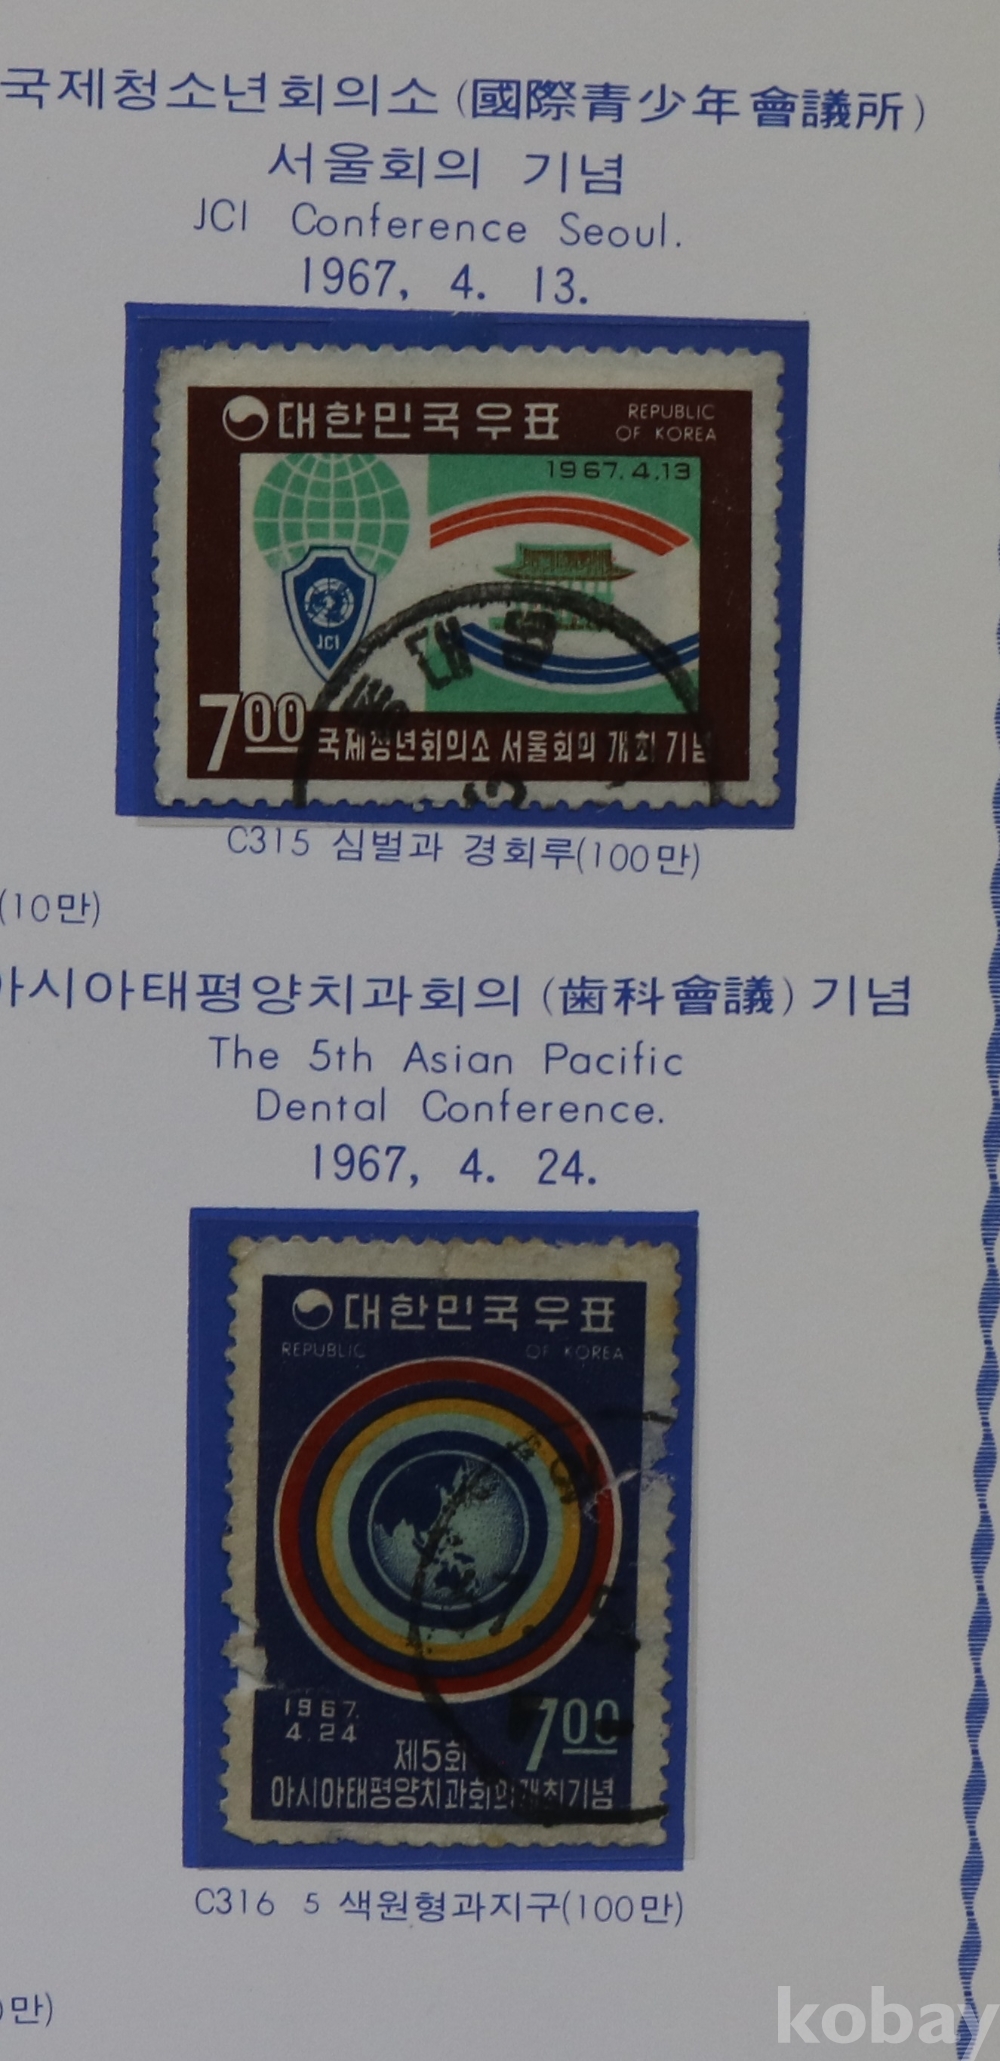 국제청소년회의소(國際靑少年會議所)
서울회의 기념
JCI Conference Seoul.
1967, 4. 13.
대한민국우표
REPUBLIC
OF KOREA
1967.4.13
JCI
700
국제청년회의소 서울회의 개최 기념
C315 심벌과 경회루(100만)
(10만)
아시아태평양치과회의(歯科會議)기념
The 5th Asian Pacific
Dental Conference.
1967, 4. 24.
대한민국우표
REPUBLIC OF KOREA
1967.
4.24
700
제5회
아시아태평양치과회의개최기념
C316 5 색원형과지구(100만)
만)
kobay